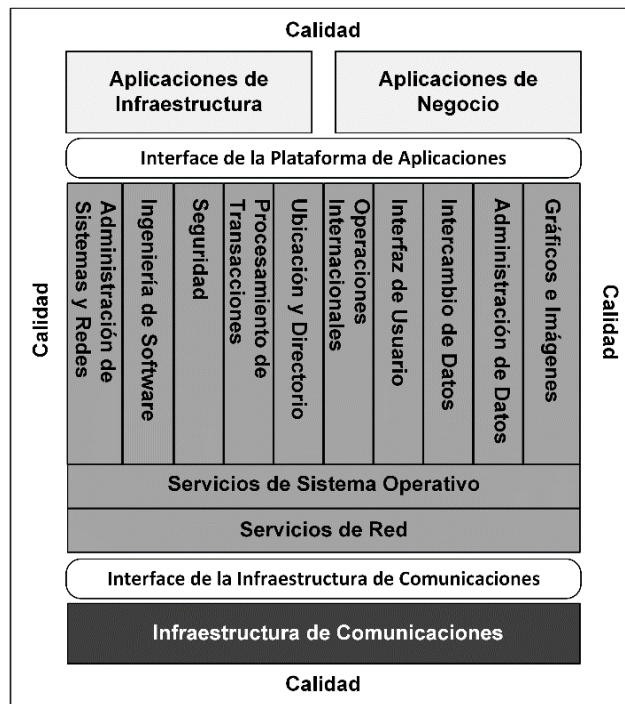 Calidad
Aplicaciones de
Infraestructura
Aplicaciones de
Negocio
Interface de la Plataforma de Aplicaciones
Calidad
Administración de
Sistemas y Redes
Ingeniería de Software
Seguridad
Procesamiento de
Transacciones
Ubicación y Directorio
Operaciones
Internacionales
Interfaz de Usuario
Intercambio de Datos
Administración de Datos
Gráficos e Imágenes
Calidad
Servicios de Sistema Operativo
Servicios de Red
Interface de la Infraestructura de Comunicaciones
Infraestructura de Comunicaciones
Calidad